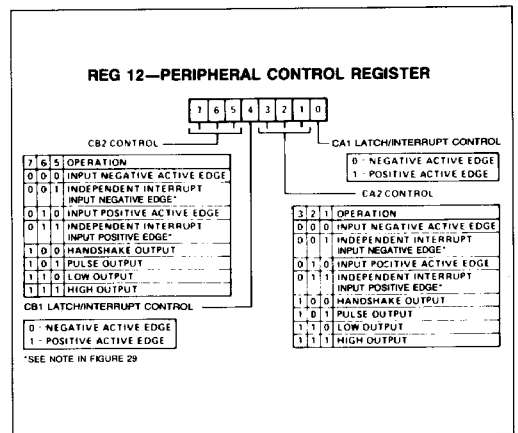 REG 12—PERIPHERAL CONTROL REGISTER
7 6 5 4 3 2 1 0
CB2 CONTROL
7 6 5 OPERATION
0 0 0 INPUT NEGATIVE ACTIVE EDGE
0 0 1 INDEPENDENT INTERRUPT
INPUT NEGATIVE EDGE*
0 1 0 INPUT POSITIVE ACTIVE EDGE
0 1 1 INDEPENDENT INTERRUPT
INPUT POSITIVE EDGE*
1 0 0 HANDSHAKE OUTPUT
1 0 1 PULSE OUTPUT
1 1 0 LOW OUTPUT
1 1 1 HIGH OUTPUT
CB1 LATCH/INTERRUPT CONTROL
0 - NEGATIVE ACTIVE EDGE
1 - POSITIVE ACTIVE EDGE
*SEE NOTE IN FIGURE 29
CA1 LATCH/INTERRUPT CONTROL
0 - NEGATIVE ACTIVE EDGE
1 - POSITIVE ACTIVE EDGE
CA2 CONTROL
3 2 1 OPERATION
0 0 0 INPUT NEGATIVE ACTIVE EDGE
0 0 1 INDEPENDENT INTERRUPT
INPUT NEGATIVE EDGE*
0 1 0 INPUT POSITIVE ACTIVE EDGE
0 1 1 INDEPENDENT INTERRUPT
INPUT POSITIVE EDGE*
1 0 0 HANDSHAKE OUTPUT
1 0 1 PULSE OUTPUT
1 1 0 LOW OUTPUT
1 1 1 HIGH OUTPUT